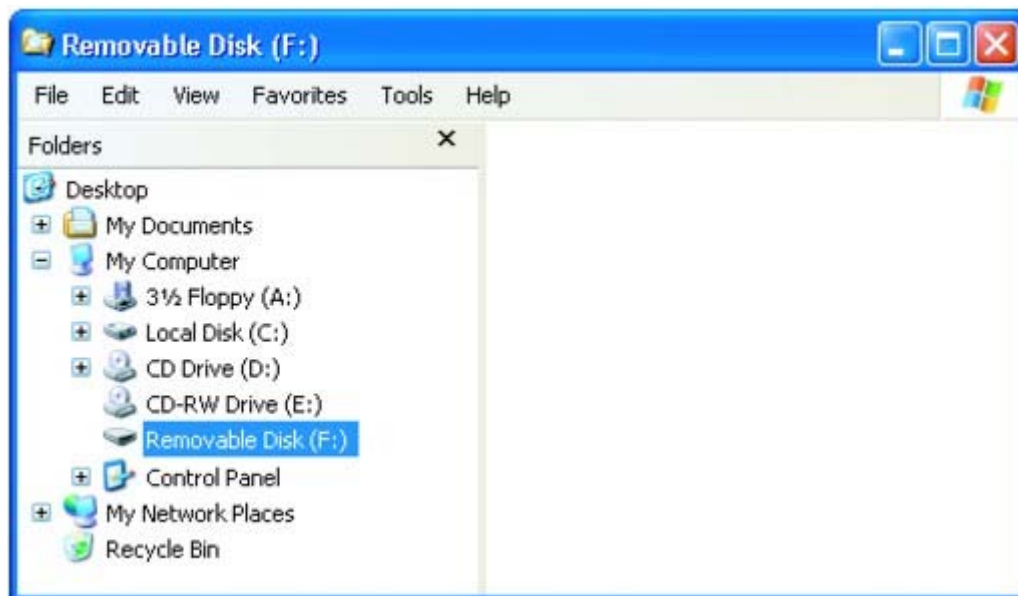 Removable Disk (F:)
File Edit View Favorites Tools Help
Folders
Desktop
My Documents
My Computer
3½ Floppy (A:)
Local Disk (C:)
CD Drive (D:)
CD-RW Drive (E:)
Removable Disk (F:)
Control Panel
My Network Places
Recycle Bin